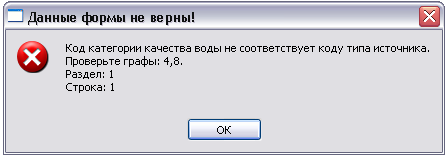 Данные формы не верны!
Код категории качества воды не соответствует коду типа источника.
Проверьте графы: 4,8.
Раздел: 1
Строка: 1
OK